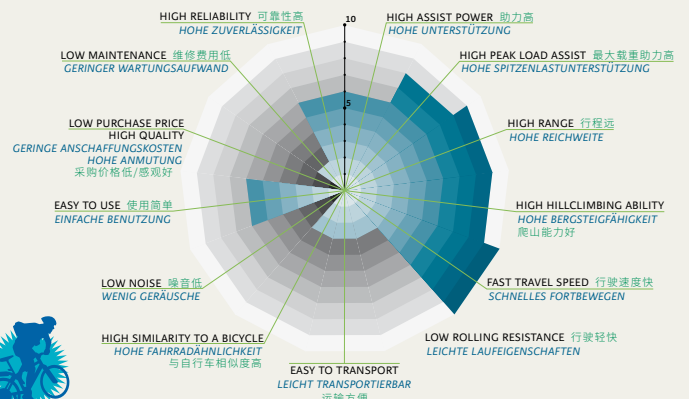 10
5
HIGH RELIABILITY 可靠性高
HOHE ZUVERLÄSSIGKEIT
HIGH ASSIST POWER 助力高
HOHE UNTERSTÜTZUNG
LOW MAINTENANCE 维修费用低
GERINGER WARTUNGSAUFWAND
HIGH PEAK LOAD ASSIST 最大载重助力高
HOHE SPITZENLASTUNTERSTÜTZUNG
LOW PURCHASE PRICE
HIGH QUALITY
GERINGE ANSCHAFFUNGSKOSTEN
HOHE ANMUTUNG
采购价格低/感观好
HIGH RANGE 行程远
HOHE REICHWEITE
EASY TO USE 使用简单
EINFACHE BENUTZUNG
HIGH HILLCLIMBING ABILITY
HOHE BERGSTEIGFÄHIGKEIT
爬山能力好
LOW NOISE 噪音低
WENIG GERÄUSCHE
FAST TRAVEL SPEED 行驶速度快
SCHNELLES FORTBEWEGEN
HIGH SIMILARITY TO A BICYCLE
HOHE FAHRRADÄHNLICHKEIT
与自行车相似度高
LOW ROLLING RESISTANCE 行驶轻快
LEICHTE LAUFEIGENSCHAFTEN
EASY TO TRANSPORT
LEICHT TRANSPORTIERBAR
运输方便